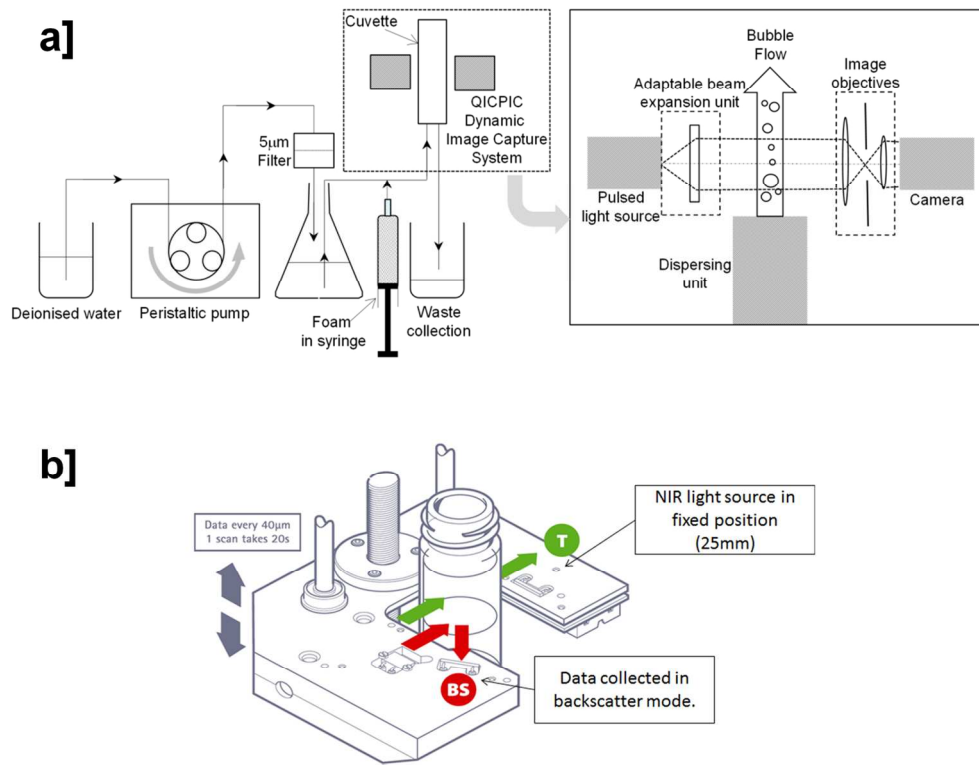 a]
Cuvette
QICPIC
Dynamic
Image Capture
System
5μm
Filter
Deionised water
Peristaltic pump
Foam
in syringe
Waste
collection
Bubble
Flow
Adaptable beam
expansion unit
Image
objectives
Pulsed
light source
Camera
Dispersing
unit
b]
Data every 40μm
1 scan takes 20s
T
NIR light source in
fixed position
(25mm)
BS
Data collected in
backscatter mode.